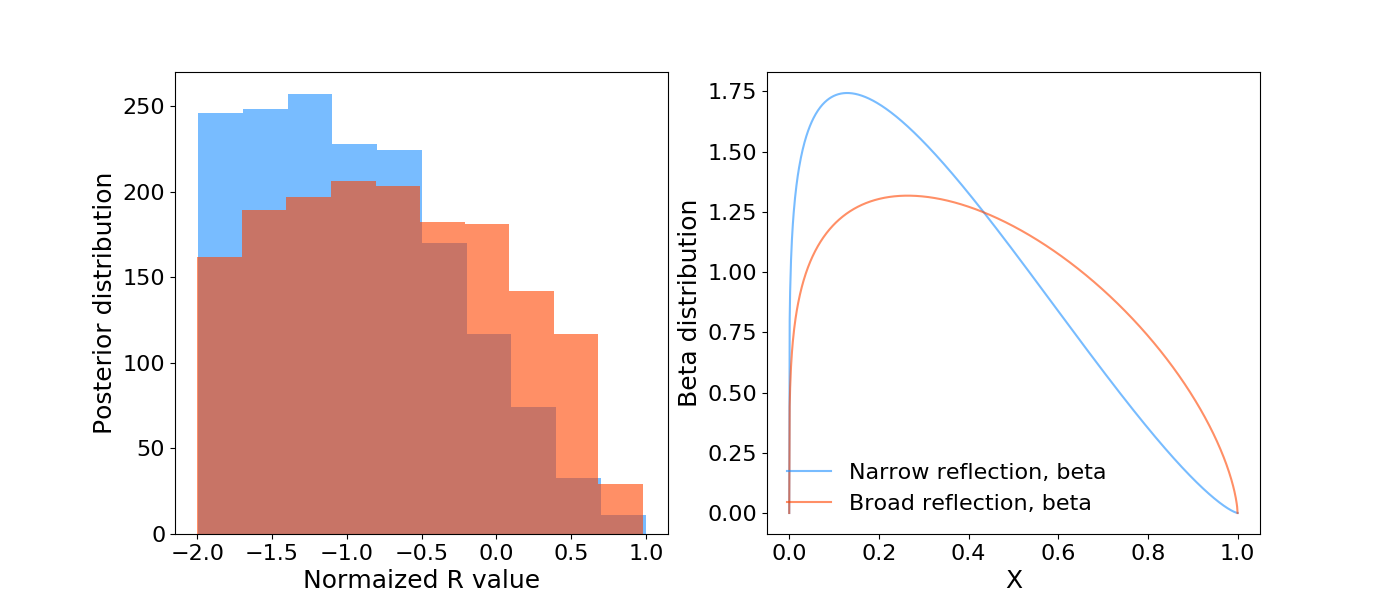 Posterior distribution
250
200
150
100
50
0
−2.0 −1.5 −1.0 −0.5 0.0 0.5 1.0
Normaized R value
Beta distribution
1.75
1.50
1.25
1.00
0.75
0.50
0.25
0.00
Narrow reflection, beta
Broad reflection, beta
0.0 0.2 0.4 0.6 0.8 1.0
X